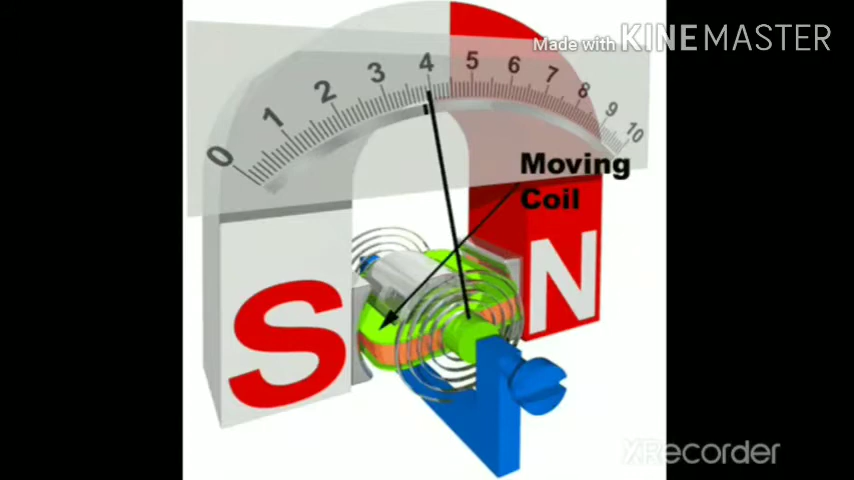 Made with KINEMASTER
0 1 2 3 4 5 6 7 8 9 10
Moving
Coil
S
N
XRecorder